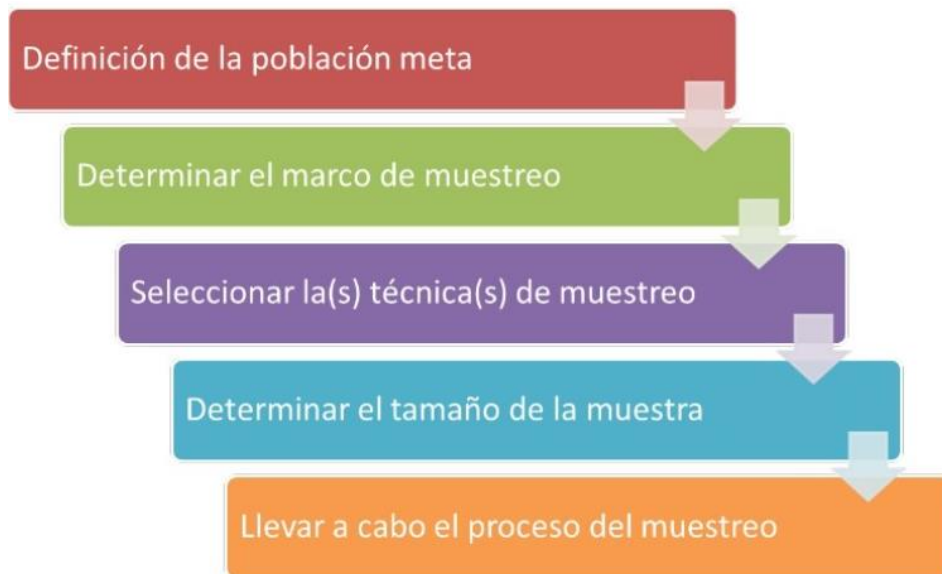 Definición de la población meta
Determinar el marco de muestreo
Seleccionar la(s) técnica(s) de muestreo
Determinar el tamaño de la muestra
Llevar a cabo el proceso del muestreo